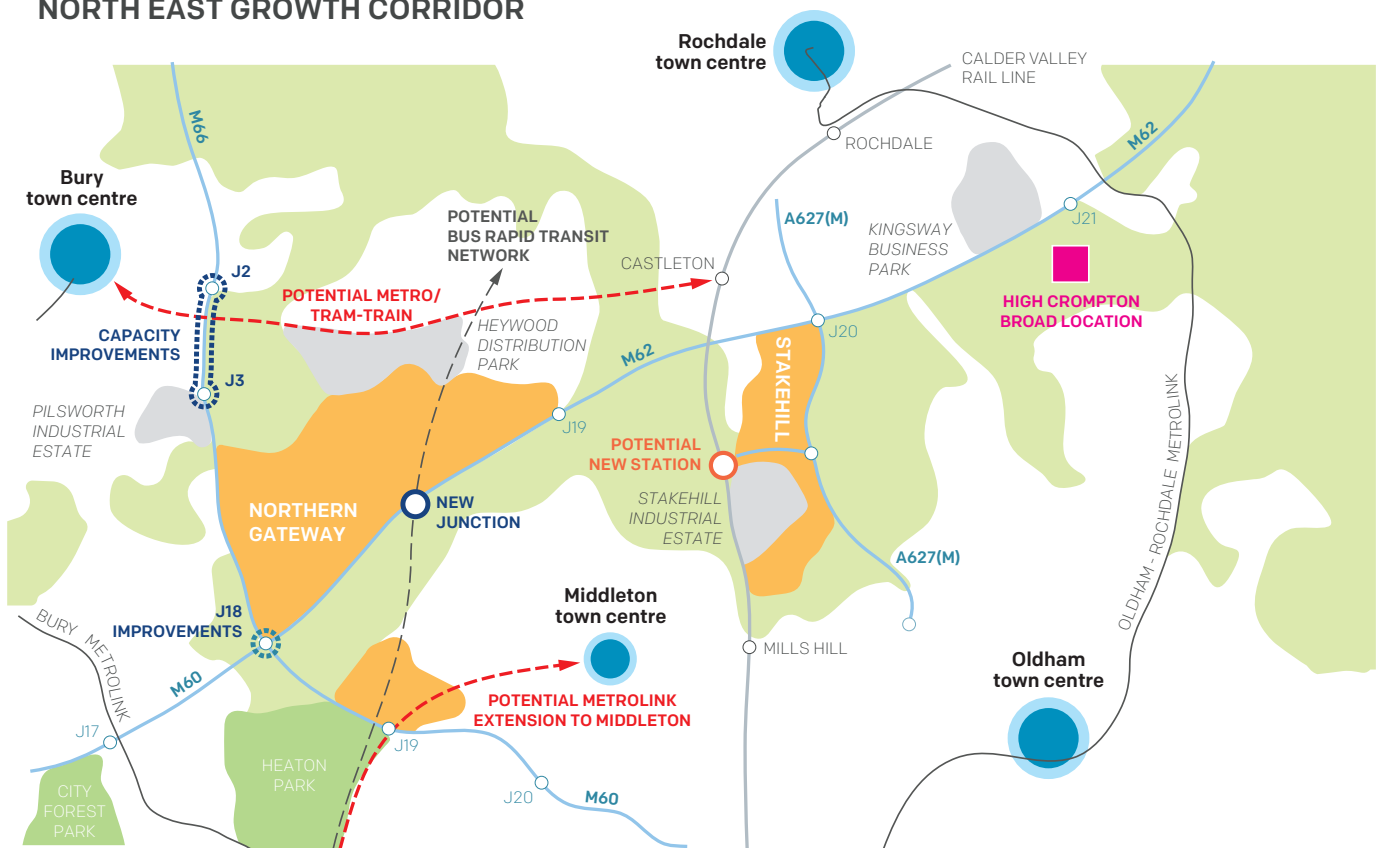 NORTH EAST GROWTH CORRIDOR
Rochdale
town centre
CALDER VALLEY
RAIL LINE
M66
M62
ROCHDALE
Bury
town centre
POTENTIAL
BUS RAPID TRANSIT
NETWORK
A627(M)
J21
KINGSWAY
BUSINESS
PARK
CASTLETON
J2
POTENTIAL METRO/
TRAM-TRAIN
HIGH CROMPTON
BROAD LOCATION
CAPACITY
IMPROVEMENTS
HEYWOOD
DISTRIBUTION
PARK
J20
M62
STAKEHILL
J3
PILSWORTH
INDUSTRIAL
ESTATE
J19
POTENTIAL
NEW STATION
OLDHAM - ROCHDALE METROLINK
NORTHERN
GATEWAY
NEW
JUNCTION
STAKEHILL
INDUSTRIAL
ESTATE
A627(M)
Middleton
town centre
J18
IMPROVEMENTS
BURY METROLINK
MILLS HILL
Oldham
town centre
M60
POTENTIAL METROLINK
EXTENSION TO MIDDLETON
J17
J19
HEATON
PARK
CITY
FOREST
PARK
J20
M60